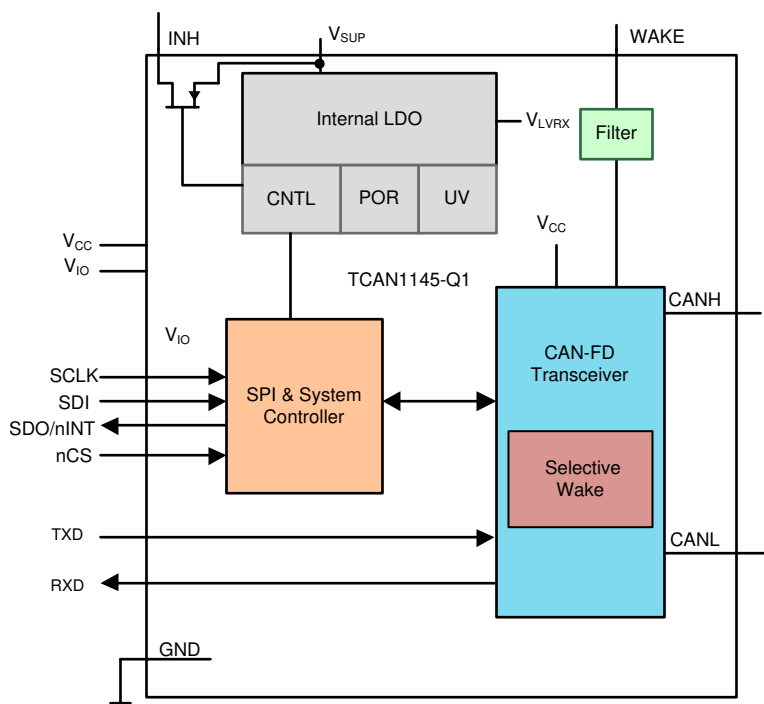 INH
VSUP
WAKE
Internal LDO
VLVRX
Filter
CNTL
POR
UV
VCC
VCC
VIO
TCAN1145-Q1
CANH
VIO
CAN-FD
Transceiver
SCLK
SDI
SDO/nINT
nCS
SPI & System
Controller
Selective
Wake
TXD
CANL
RXD
GND